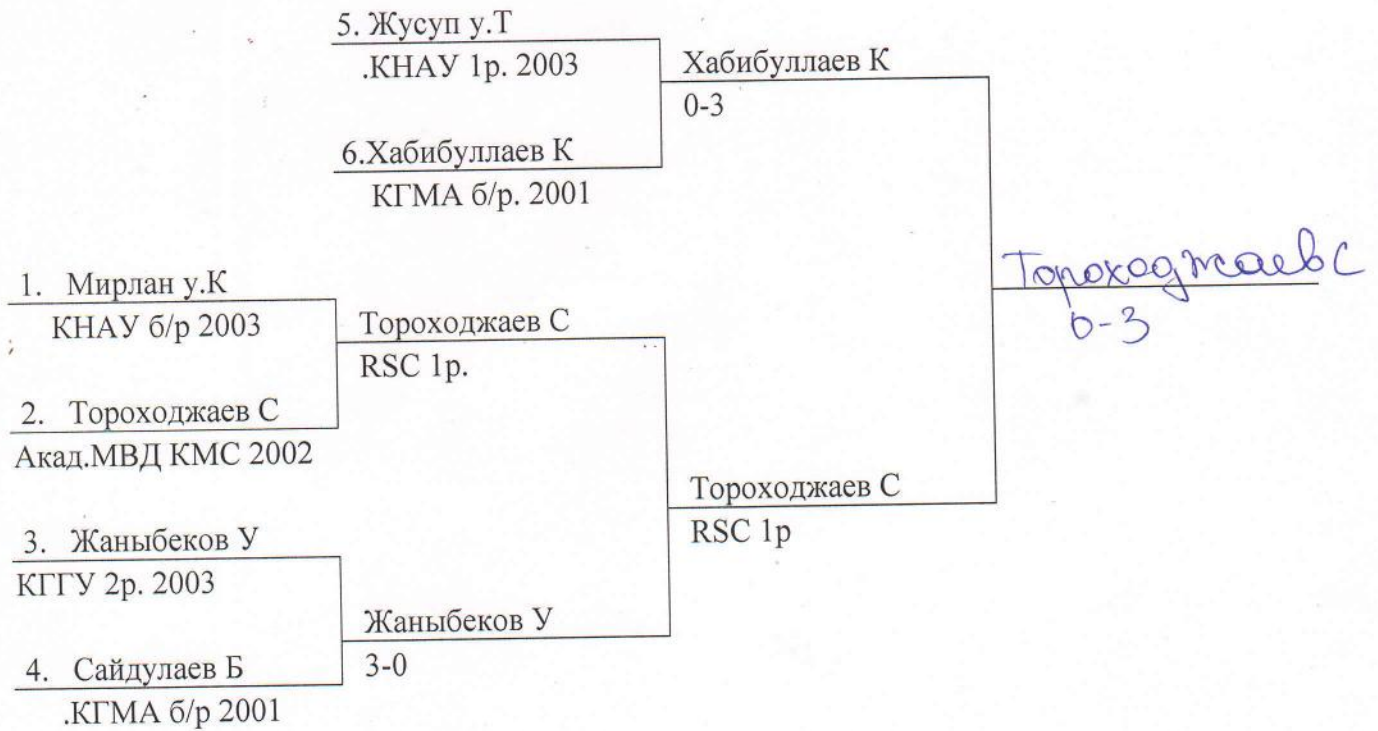 5. Жусуп у.Т
.КНАУ 1р. 2003
Хабибуллаев К
0-3
6.Хабибуллаев К
КГМА б/р. 2001
Тороходжаев С
0-3
1. Мирлан у.К
КНАУ б/р 2003
Тороходжаев С
RSC 1р.
2. Тороходжаев С
Акад.МВД КМС 2002
Тороходжаев С
RSC 1р
3. Жаныбеков У
КГТУ 2р. 2003
Жаныбеков У
3-0
4. Сайдулаев Б
.КГМА б/р 2001